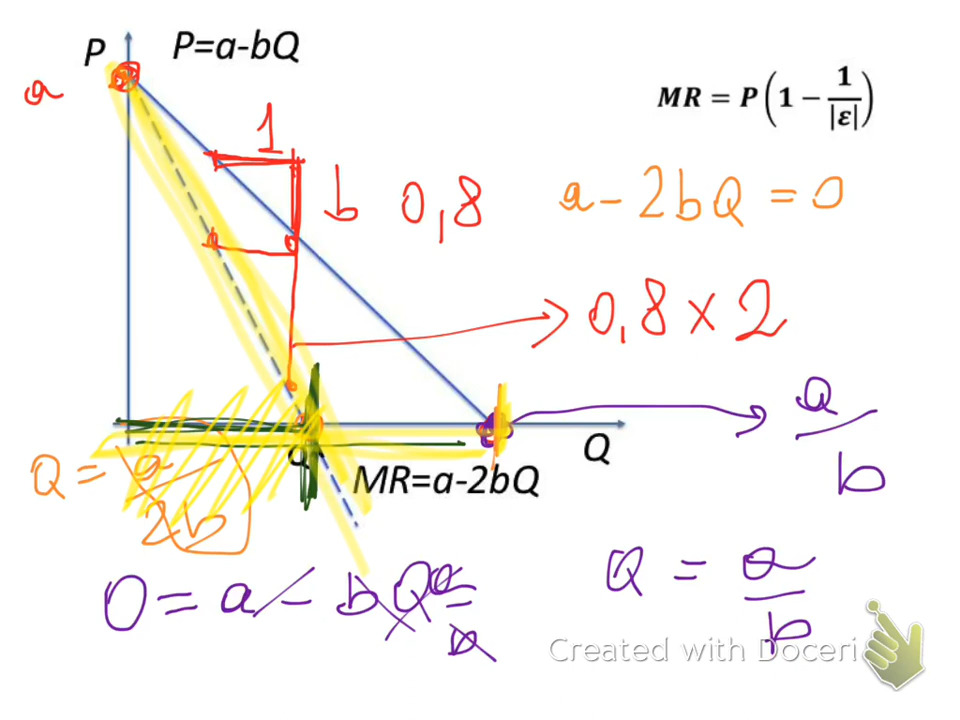 P P=a-bQ
a
MR = P(1 - 1/|ε|)
1
b 0,8
a - 2bQ = 0
0,8 × 2
a/b
Q
Q
MR=a-2bQ
Q = a/2b
0 = a - bQ
Q = a/b
Created with Doceri